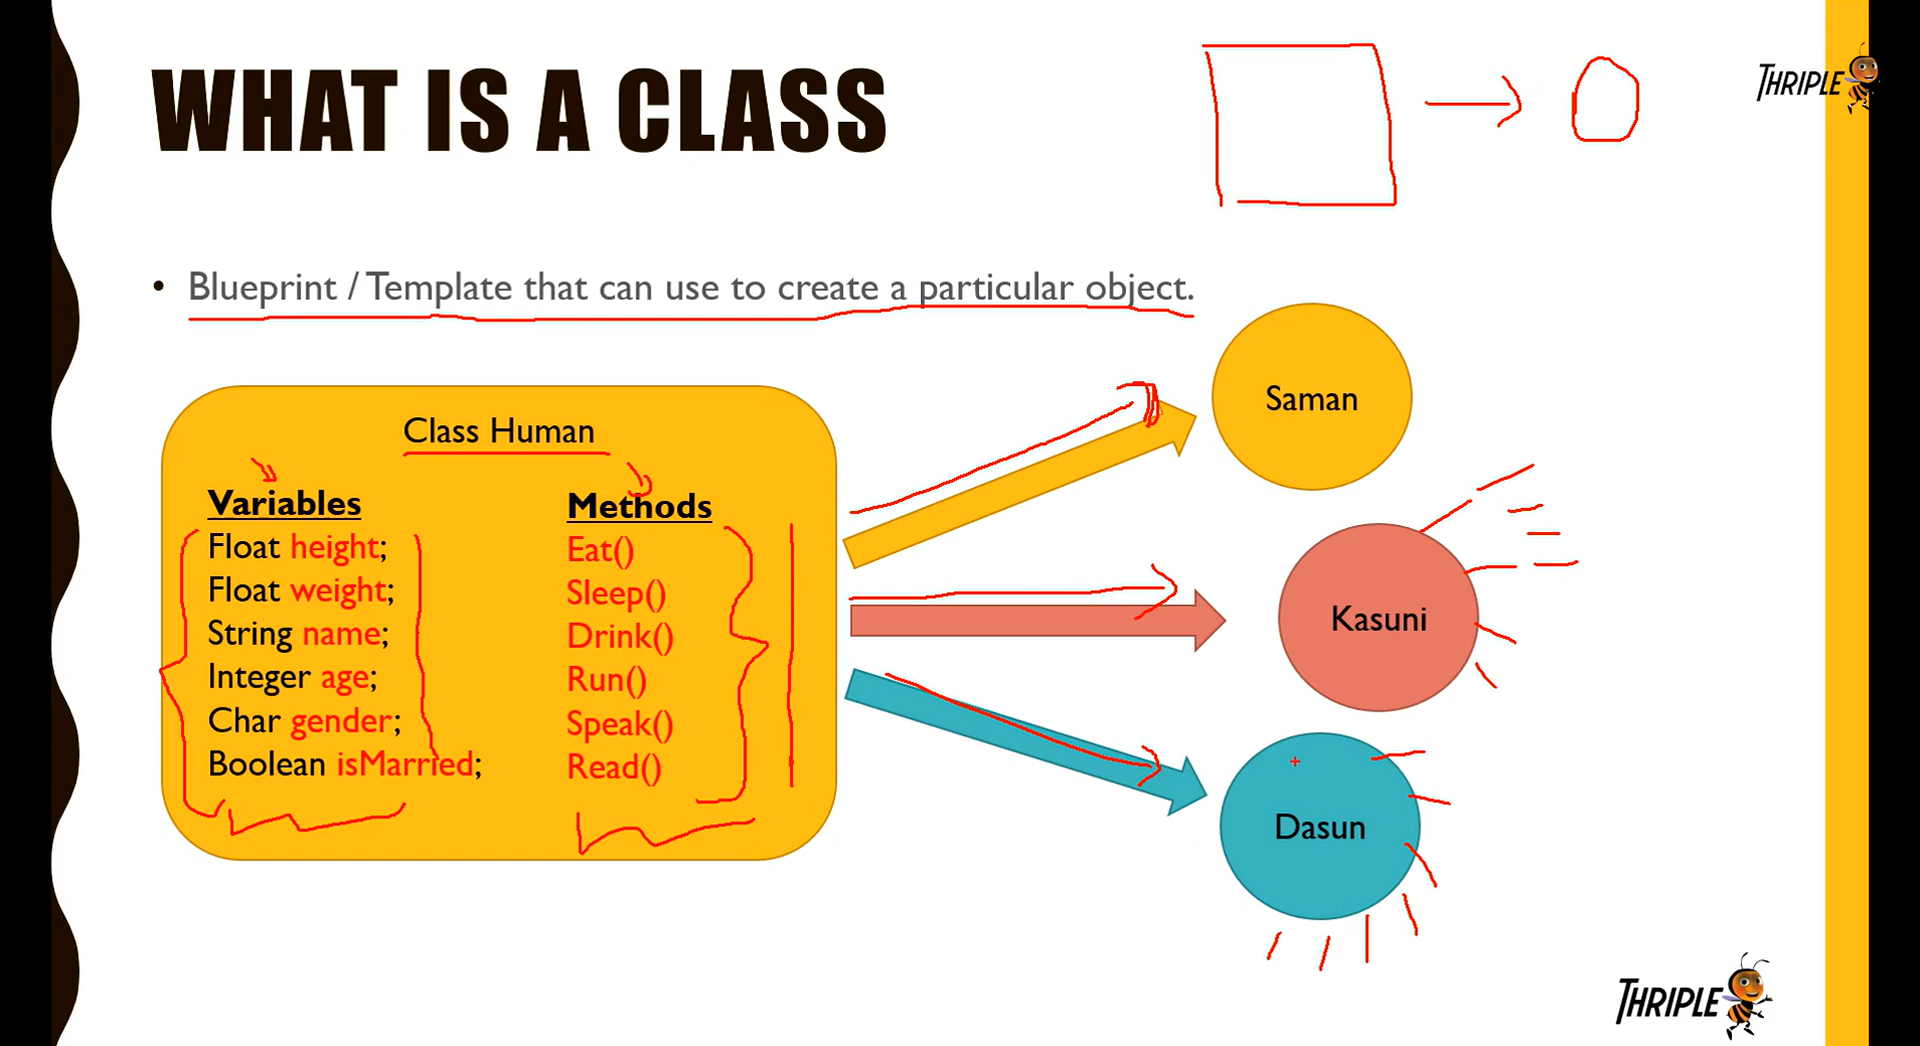 WHAT IS A CLASS
THRIPLE
• Blueprint / Template that can use to create a particular object.
Class Human
Variables
Float height;
Float weight;
String name;
Integer age;
Char gender;
Boolean isMarried;
Methods
Eat()
Sleep()
Drink()
Run()
Speak()
Read()
Saman
Kasuni
Dasun
THRIPLE